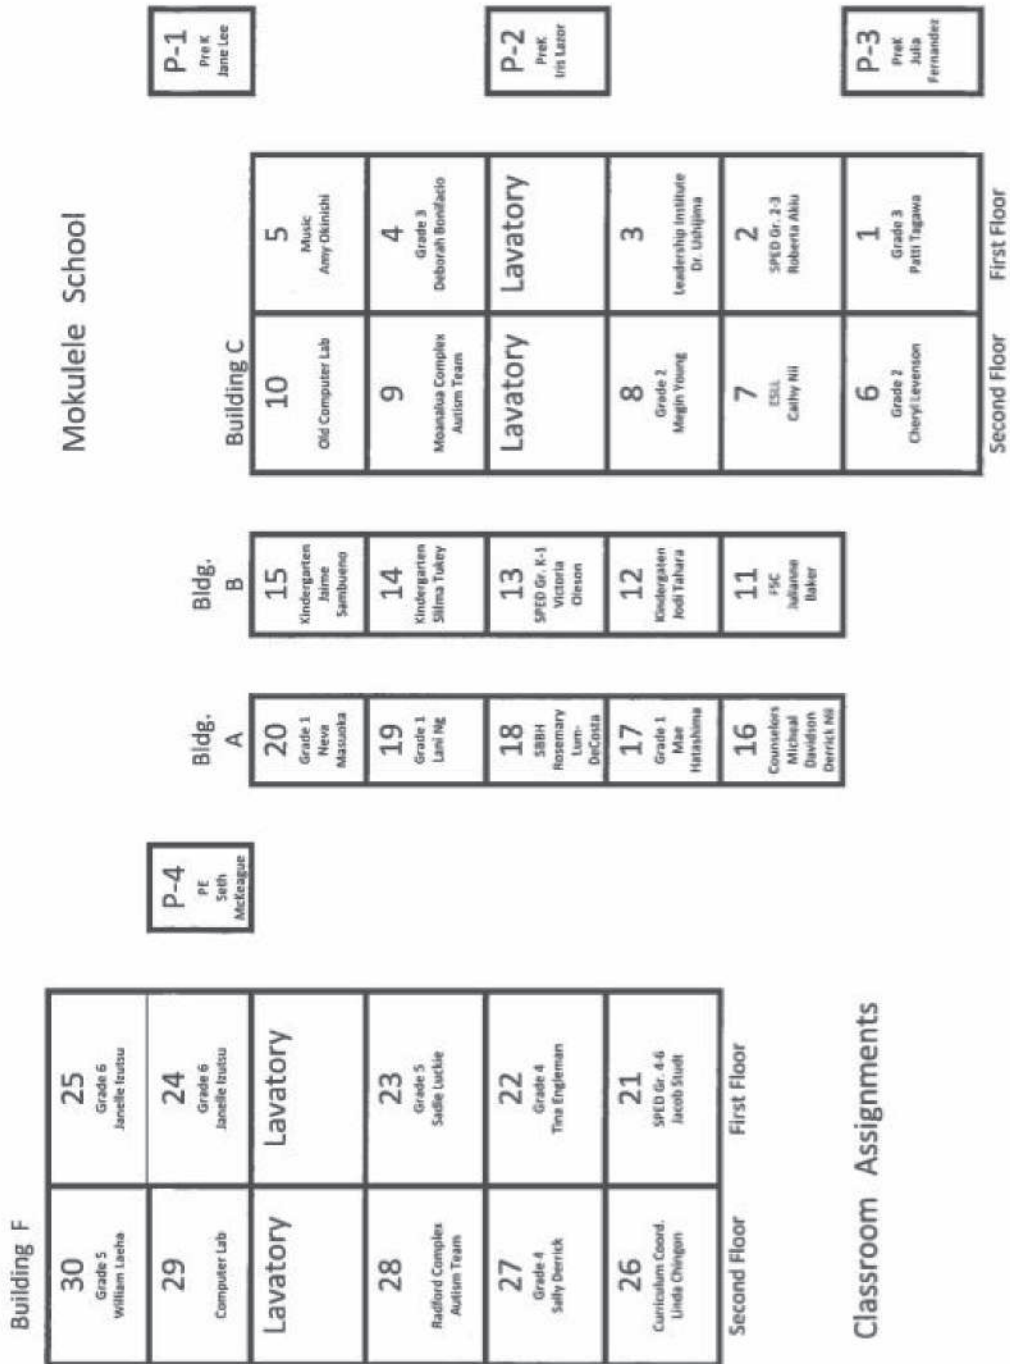 Mokulele School
Building F
30
Grade 5
William Laeha
25
Grade 6
Janelle Izutsu
29
Computer Lab
24
Grade 6
Janelle Izutsu
Lavatory
Lavatory
28
Radford Complex
Autism Team
23
Grade 5
Sadie Luckie
27
Grade 4
Sally Derrick
22
Grade 4
Tina Engleman
26
Curriculum Coord.
Linda Chingon
21
SPED Gr. 4-6
Jacob Studt
Second Floor
First Floor
P-4
PE
Seth
McKeague
Bldg.
A
20
Grade 1
Neva
Masuoka
19
Grade 1
Lani Ng
18
SBBH
Rosemary
Lum-
DeCosta
17
Grade 1
Mae
Hatashima
16
Counselors
Micheal
Davidson
Derrick Nii
Bldg.
B
15
Kindergarten
Jaime
Sambueno
14
Kindergarten
Slilma Tukey
13
SPED Gr. K-1
Victoria
Oleson
12
Kindergaten
Jodi Tahara
11
FSC
Julianne
Baker
Building C
10
Old Computer Lab
5
Music
Amy Okinishi
9
Moanalua Complex
Autism Team
4
Grade 3
Deborah Bonifacio
Lavatory
Lavatory
8
Grade 2
Megin Young
3
Leadership Institute
Dr. Ushijima
7
ESLL
Cathy Nii
2
SPED Gr. 2-3
Roberta Akiu
6
Grade 2
Cheryl Levenson
1
Grade 3
Patti Tagawa
Second Floor
First Floor
P-1
Pre K
Jane Lee
P-2
PreK
Iris Lazor
P-3
PreK
Julia
Fernandez
Classroom Assignments